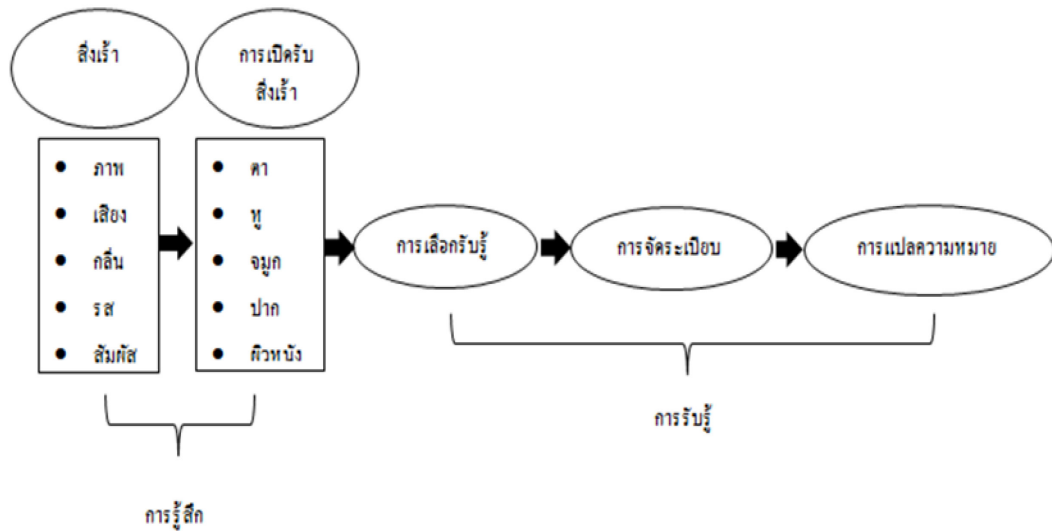 สิ่งเร้า
การเปิดรับ
สิ่งเร้า
ภาพ
เสียง
กลิ่น
รส
สัมผัส
ตา
หู
จมูก
ปาก
ผิวหนัง
การเลือกรับรู้
การจัดระเบียบ
การแปลความหมาย
การรับรู้
การรู้สึก